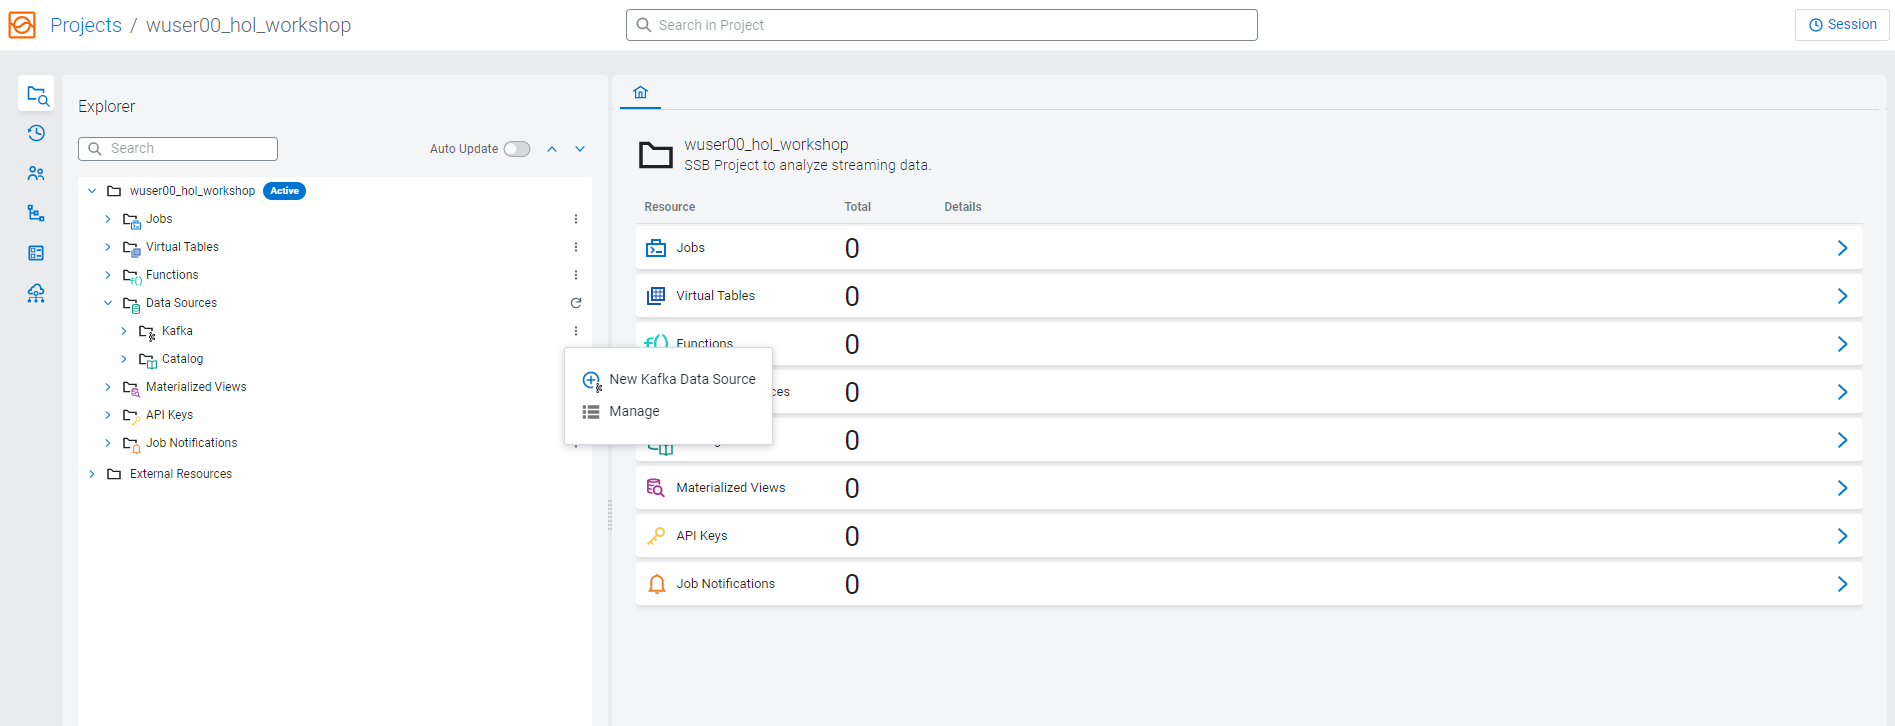 Projects / wuser00_hol_workshop
Search in Project
Session
Explorer
Search
Auto Update
wuser00_hol_workshop Active
Jobs
Virtual Tables
Functions
Data Sources
Kafka
Catalog
Materialized Views
API Keys
Job Notifications
External Resources
New Kafka Data Source
Manage
wuser00_hol_workshop
SSB Project to analyze streaming data.
Resource Total Details
Jobs 0
Virtual Tables 0
Functions 0
0
0
Materialized Views 0
API Keys 0
Job Notifications 0